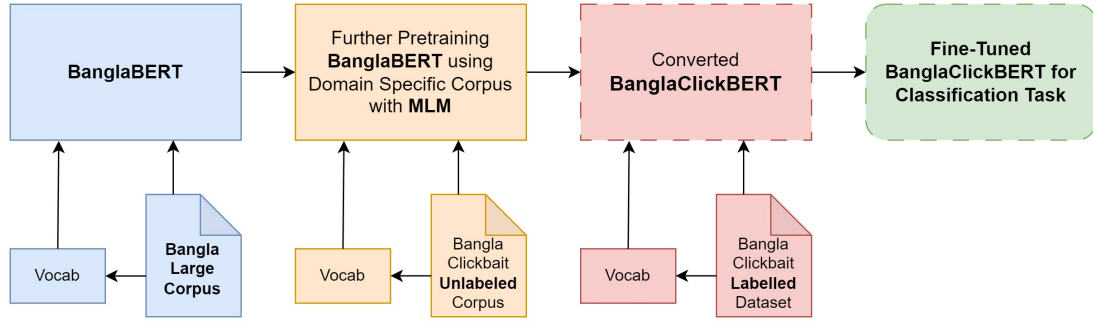 BanglaBERT
Further Pretraining
BanglaBERT using
Domain Specific Corpus
with MLM
Converted
BanglaClickBERT
Fine-Tuned
BanglaClickBERT for
Classification Task
Vocab
Bangla
Large
Corpus
Vocab
Bangla
Clickbait
Unlabeled
Corpus
Vocab
Bangla
Clickbait
Labelled
Dataset